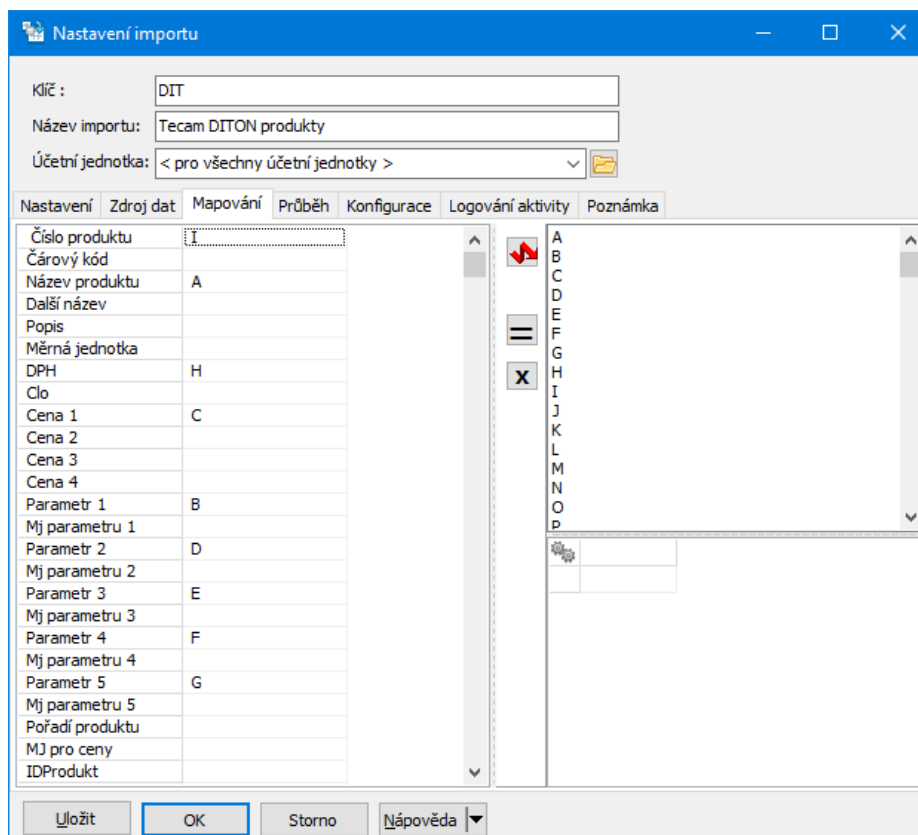 Nastavení importu
Klíč : DIT
Název importu: Tecam DITON produkty
Účetní jednotka: < pro všechny účetní jednotky >
Nastavení Zdroj dat Mapování Průběh Konfigurace Logování aktivity Poznámka
Číslo produktu I
Čárový kód
Název produktu A
Další název
Popis
Měrná jednotka
DPH H
Clo
Cena 1 C
Cena 2
Cena 3
Cena 4
Parametr 1 B
Mj parametru 1
Parametr 2 D
Mj parametru 2
Parametr 3 E
Mj parametru 3
Parametr 4 F
Mj parametru 4
Parametr 5 G
Mj parametru 5
Pořadí produktu
MJ pro ceny
IDProdukt
=
x
A
B
C
D
E
F
G
H
I
J
K
L
M
N
O
P
Uložit OK Storno Nápověda